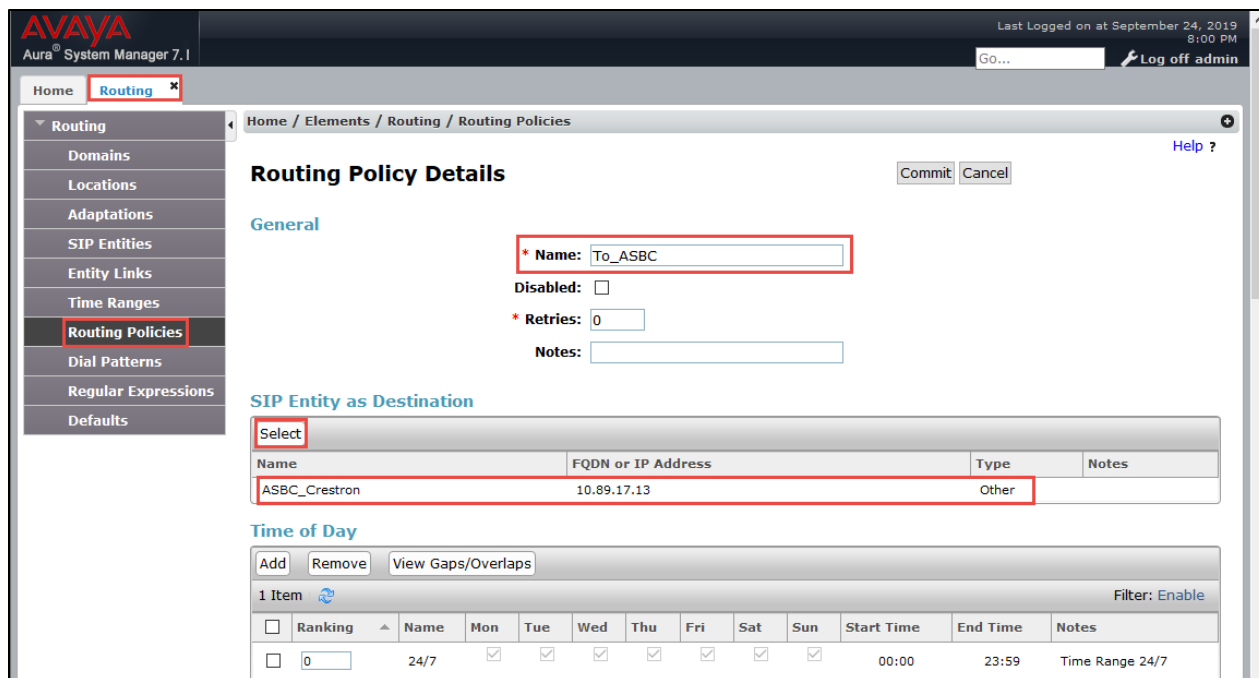 AVAYA
Aura® System Manager 7.1
Last Logged on at September 24, 2019
8:00 PM
Go...
Log off admin
Home
Routing ×
Routing
Domains
Locations
Adaptations
SIP Entities
Entity Links
Time Ranges
Routing Policies
Dial Patterns
Regular Expressions
Defaults
Home / Elements / Routing / Routing Policies
Help ?
Routing Policy Details
Commit Cancel
General
* Name: To_ASBC
Disabled:
* Retries: 0
Notes:
SIP Entity as Destination
Select
Name FQDN or IP Address Type Notes
ASBC_Crestron 10.89.17.13 Other
Time of Day
Add Remove View Gaps/Overlaps
1 Item Filter: Enable
Ranking Name Mon Tue Wed Thu Fri Sat Sun Start Time End Time Notes
0 24/7 00:00 23:59 Time Range 24/7